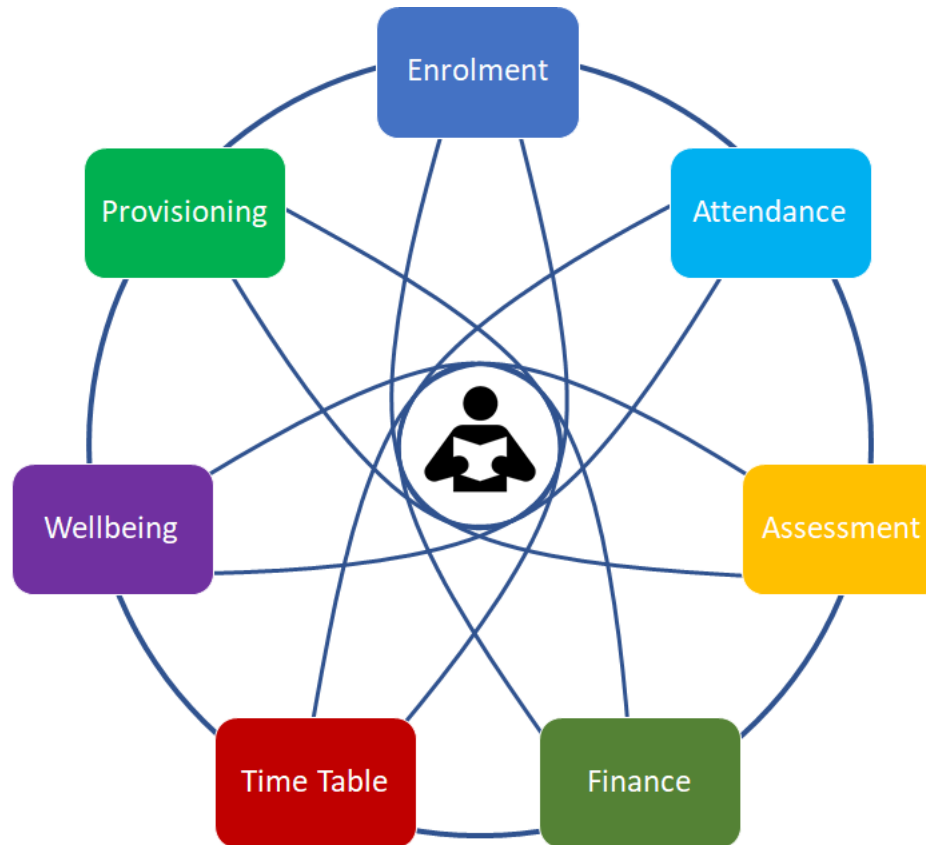 Enrolment
Provisioning
Attendance
Wellbeing
Assessment
Time Table
Finance